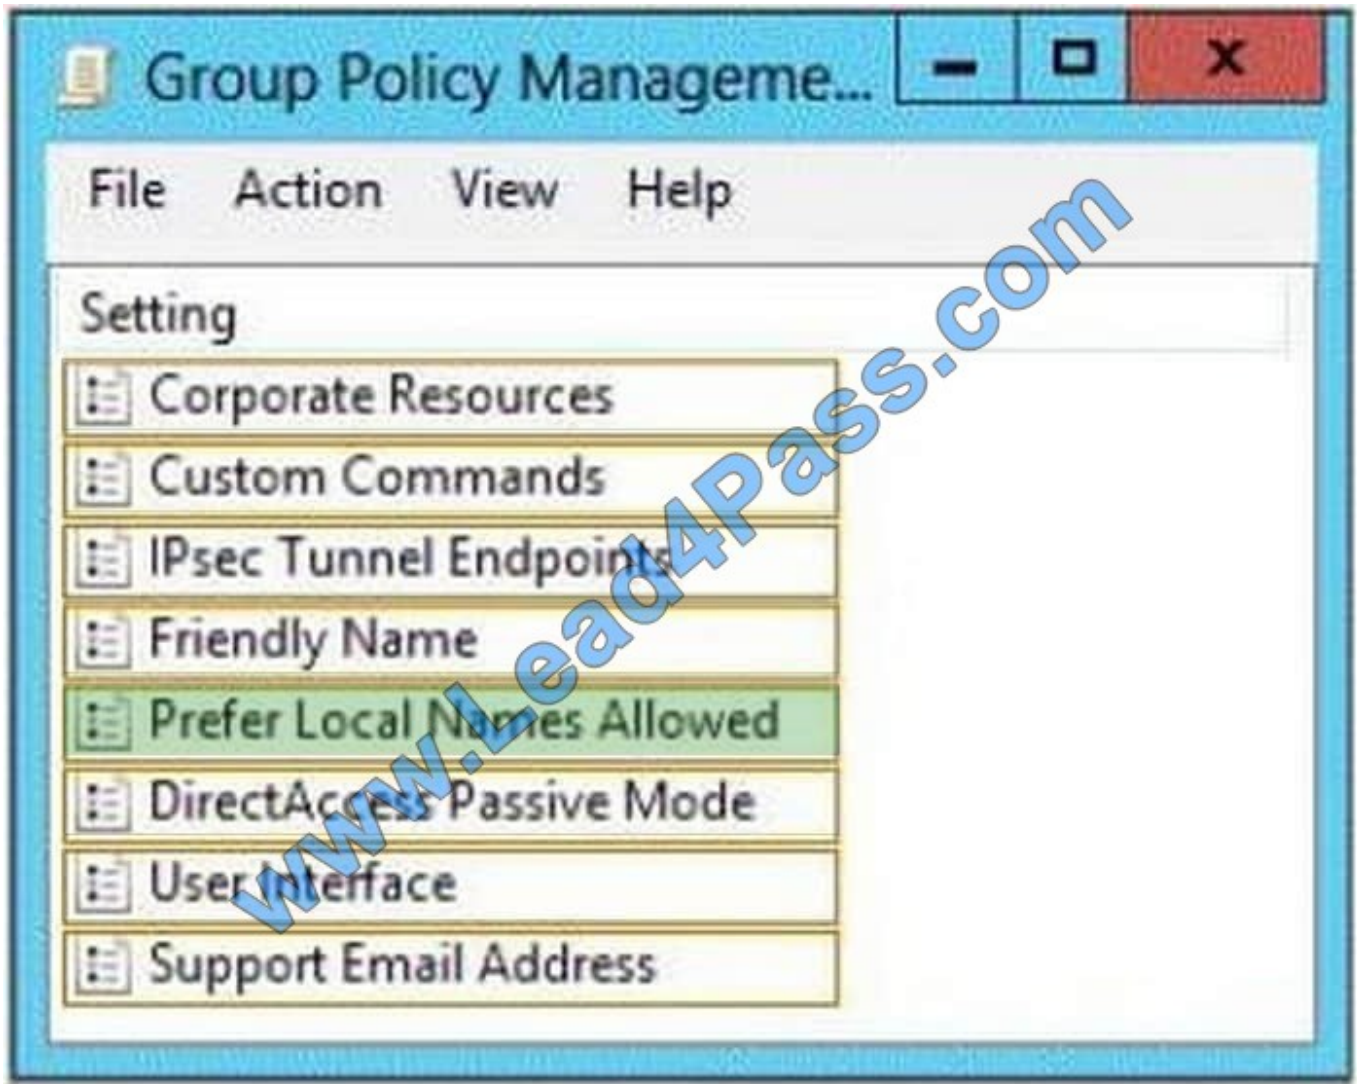 Group Policy Manageme...
File Action View Help
Setting
Corporate Resources
Custom Commands
IPsec Tunnel Endpoints
Friendly Name
Prefer Local Names Allowed
DirectAccess Passive Mode
User Interface
Support Email Address
www.Lead4Pass.com